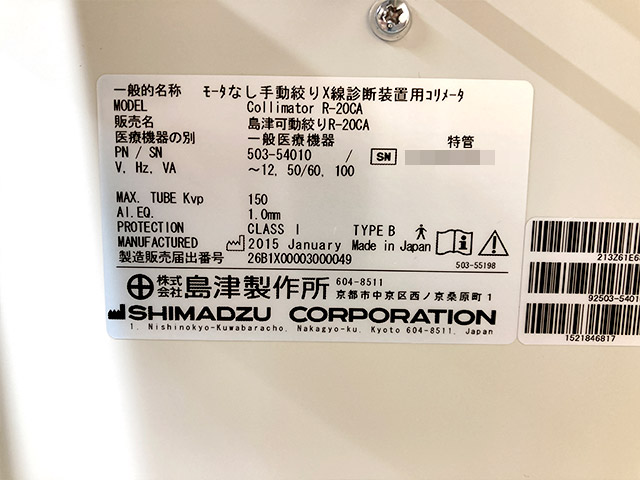 一般的名称 ﾓｰﾀなし手動絞りX線診断装置用ｺﾘﾒｰﾀ
MODEL Collimator R-20CA
販売名 島津可動絞りR-20CA
医療機器の別 一般医療機器 特管
PN / SN 503-54010 / SN
V, Hz, VA ～12, 50/60, 100
MAX. TUBE Kvp 150
Al.EQ. 1.0mm
PROTECTION CLASS I TYPE B
MANUFACTURED 2015 January Made in Japan
製造販売届出番号 26B1X00003000049
503-55198
株式会社 島津製作所 604-8511
京都市中京区西ノ京桑原町1
SHIMADZU CORPORATION
1, Nishinokyo-Kuwabaracho, Nakagyo-ku, Kyoto 604-8511, Japan
213Z61E6
92503-5401
1521846817